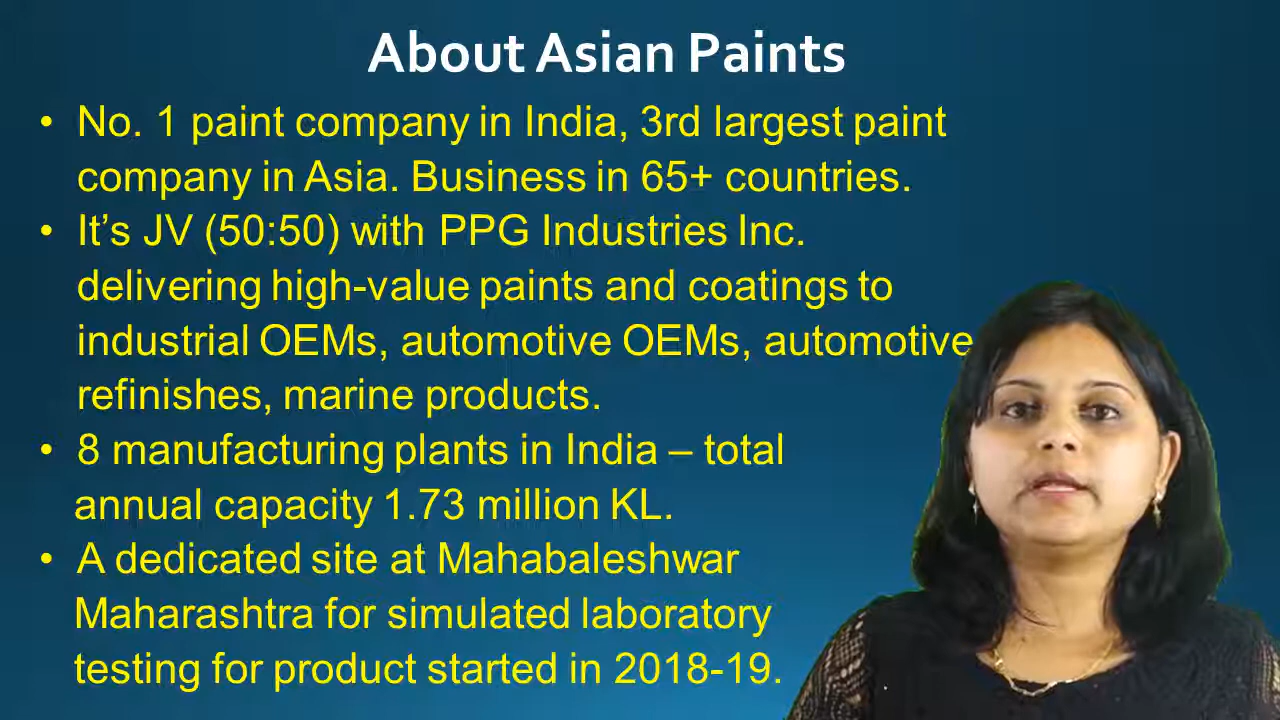 About Asian Paints
• No. 1 paint company in India, 3rd largest paint
company in Asia. Business in 65+ countries.
• It’s JV (50:50) with PPG Industries Inc.
delivering high-value paints and coatings to
industrial OEMs, automotive OEMs, automotive
refinishes, marine products.
• 8 manufacturing plants in India – total
annual capacity 1.73 million KL.
• A dedicated site at Mahabaleshwar
Maharashtra for simulated laboratory
testing for product started in 2018-19.